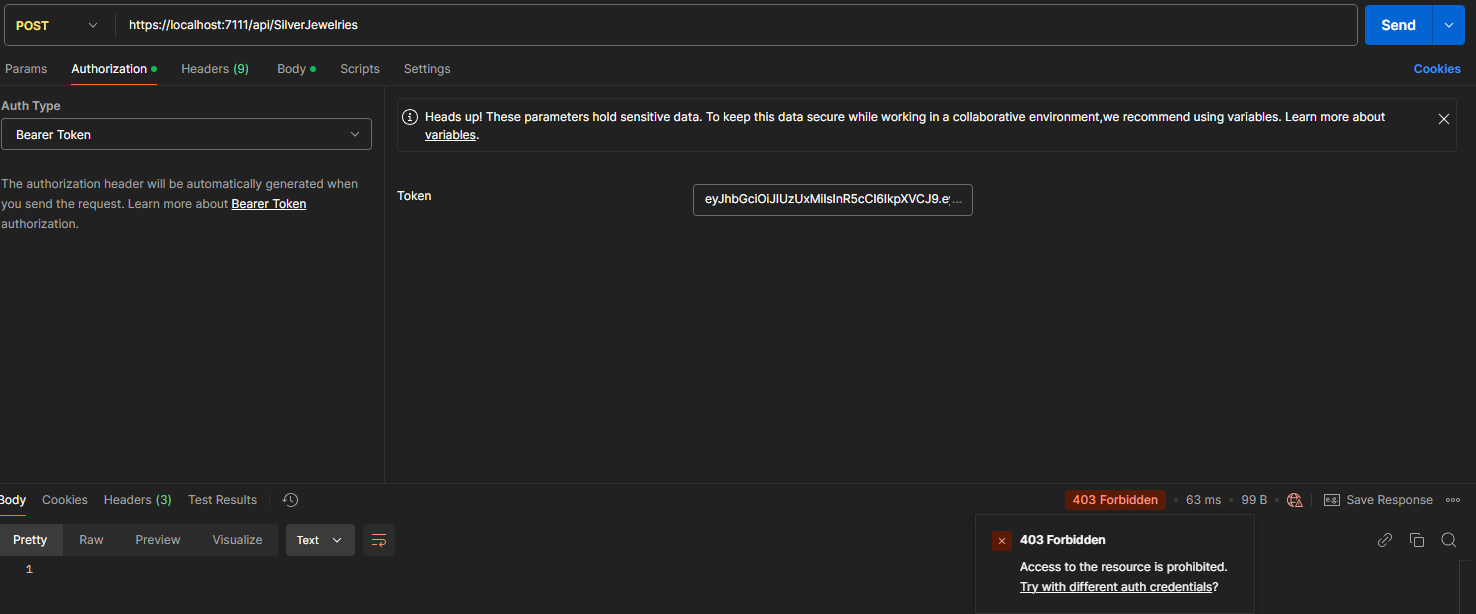 POST
https://localhost:7111/api/SilverJewelries
Send
Params
Authorization
Headers (9)
Body
Scripts
Settings
Cookies
Auth Type
Bearer Token
The authorization header will be automatically generated when
you send the request. Learn more about Bearer Token
authorization.
Heads up! These parameters hold sensitive data. To keep this data secure while working in a collaborative environment,we recommend using variables. Learn more about
variables.
Token
eyJhbGciOiJIUzUxMiIsInR5cCI6IkpXVCJ9.ey...
Body
Cookies
Headers (3)
Test Results
403 Forbidden
63 ms
99 B
e.g.
Save Response
Pretty
Raw
Preview
Visualize
Text
1
403 Forbidden
Access to the resource is prohibited.
Try with different auth credentials?